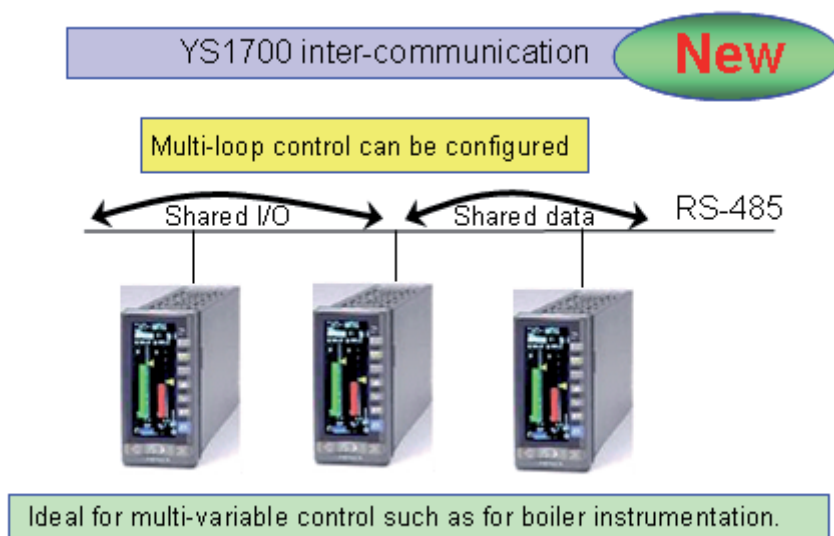 YS1700 inter-communication
New
Multi-loop control can be configured
Shared I/O
Shared data
RS-485
Ideal for multi-variable control such as for boiler instrumentation.